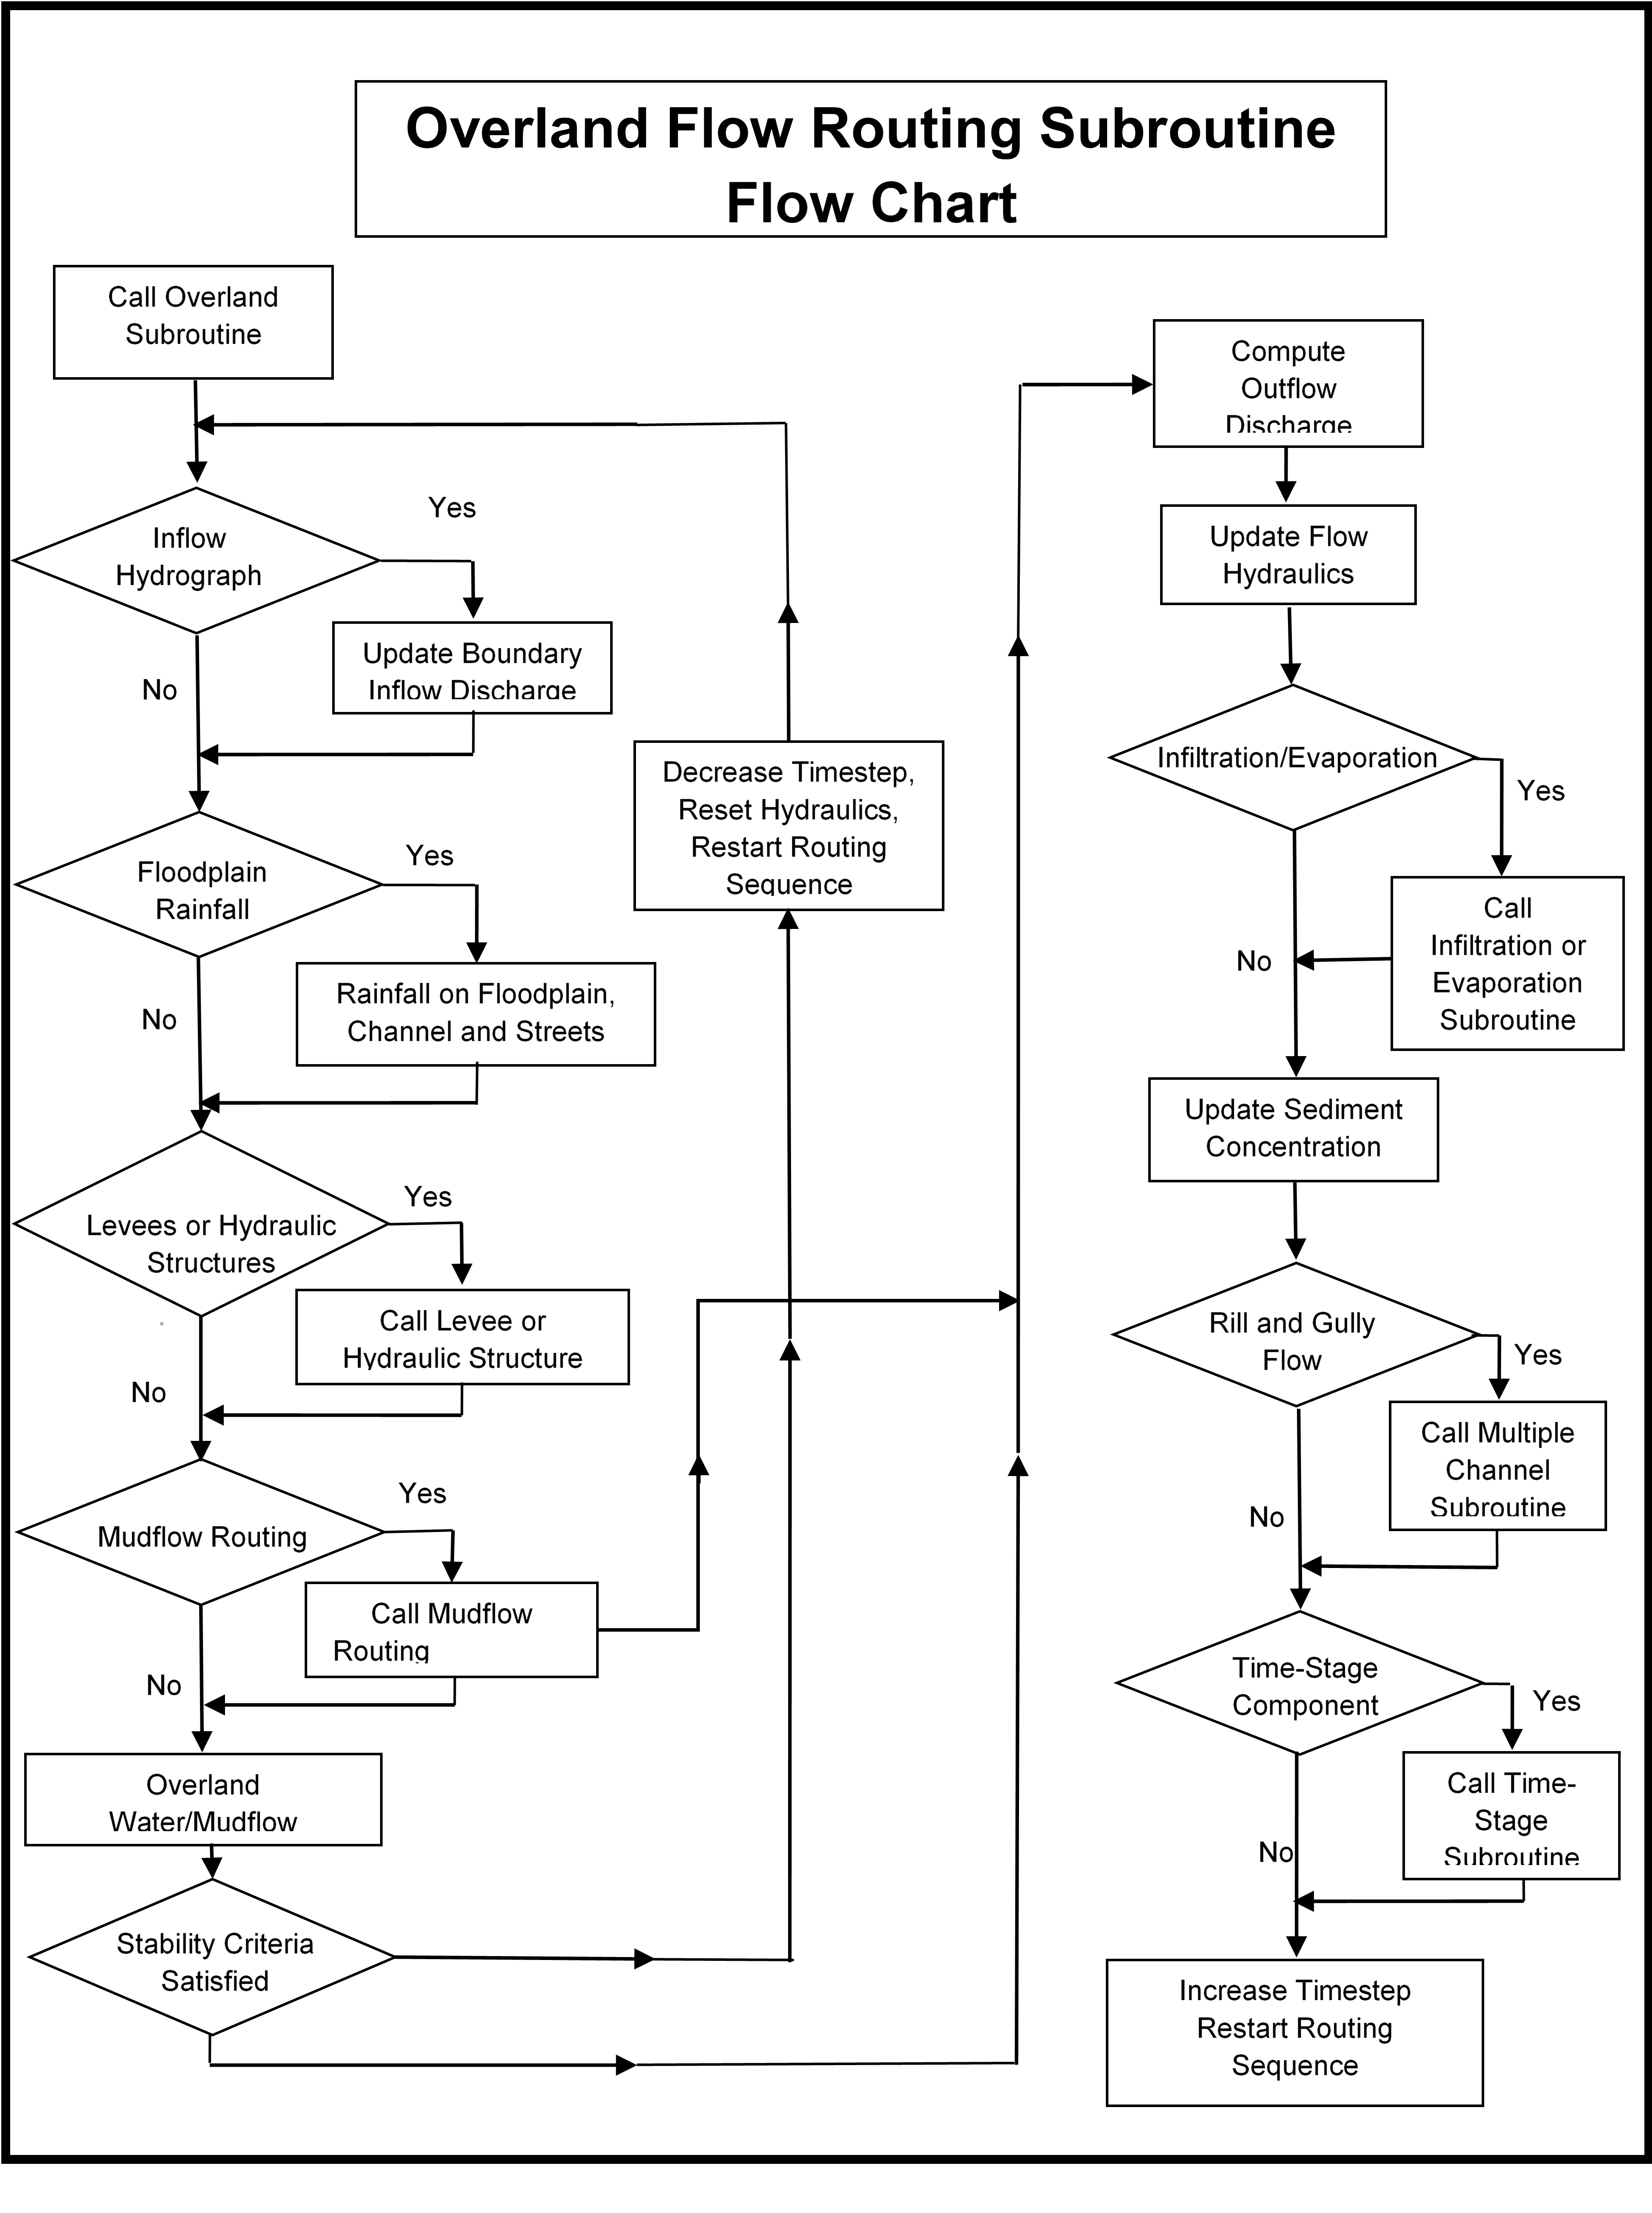 Overland Flow Routing Subroutine
Flow Chart
Call Overland
Subroutine
Inflow
Hydrograph
Yes
No
Update Boundary
Inflow Discharge
Floodplain
Rainfall
Yes
No
Rainfall on Floodplain,
Channel and Streets
Levees or Hydraulic
Structures
Yes
No
Call Levee or
Hydraulic Structure
Mudflow Routing
Yes
No
Call Mudflow
Routing
Overland
Water/Mudflow
Stability Criteria
Satisfied
Decrease Timestep,
Reset Hydraulics,
Restart Routing
Sequence
Compute
Outflow
Discharge
Update Flow
Hydraulics
Infiltration/Evaporation
Yes
No
Call
Infiltration or
Evaporation
Subroutine
Update Sediment
Concentration
Rill and Gully
Flow
Yes
No
Call Multiple
Channel
Subroutine
Time-Stage
Component
Yes
No
Call Time-
Stage
Subroutine
Increase Timestep
Restart Routing
Sequence